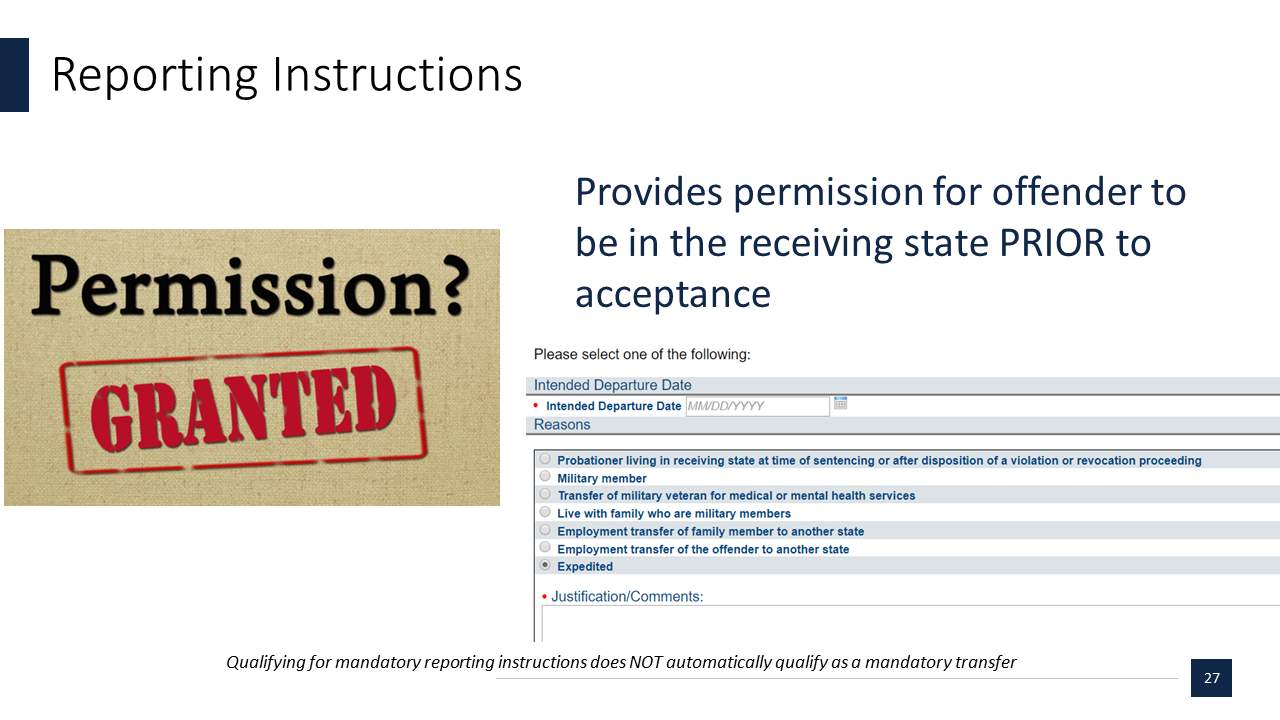 Reporting Instructions
Provides permission for offender to
be in the receiving state PRIOR to
acceptance
Permission?
GRANTED
Please select one of the following:
Intended Departure Date
• Intended Departure Date MM/DD/YYYY
Reasons
Probationer living in receiving state at time of sentencing or after disposition of a violation or revocation proceeding
Military member
Transfer of military veteran for medical or mental health services
Live with family who are military members
Employment transfer of family member to another state
Employment transfer of the offender to another state
Expedited
• Justification/Comments:
Qualifying for mandatory reporting instructions does NOT automatically qualify as a mandatory transfer
27